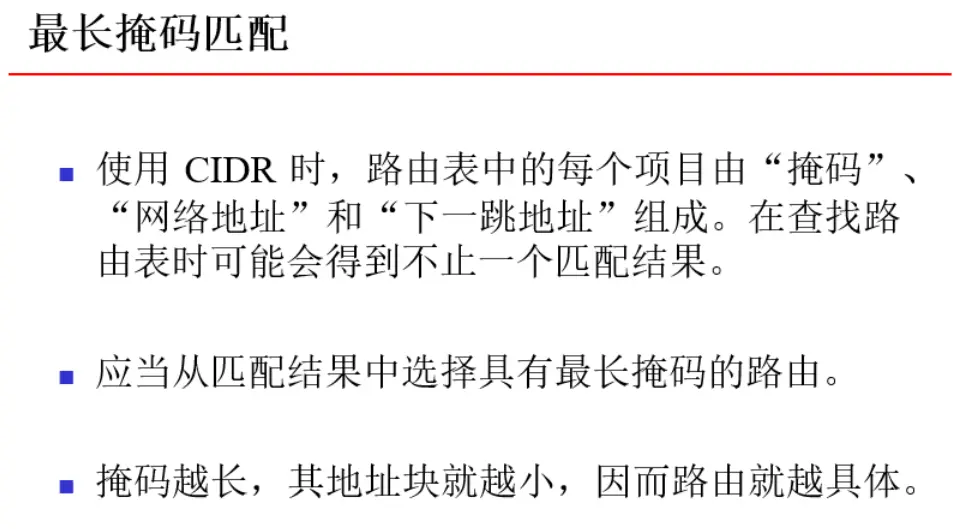 最长掩码匹配
使用 CIDR 时，路由表中的每个项目由“掩码”、
“网络地址”和“下一跳地址”组成。在查找路
由表时可能会得到不止一个匹配结果。
应当从匹配结果中选择具有最长掩码的路由。
掩码越长，其地址块就越小，因而路由就越具体。